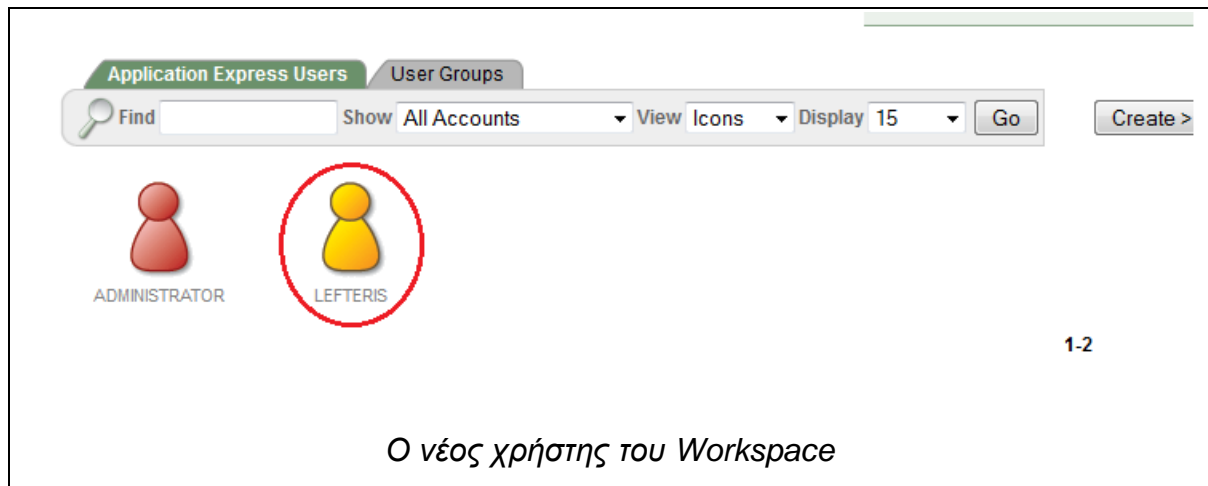 Application Express Users User Groups
Find Show All Accounts View Icons Display 15 Go Create >
ADMINISTRATOR LEFTERIS
1-2
Ο νέος χρήστης του Workspace